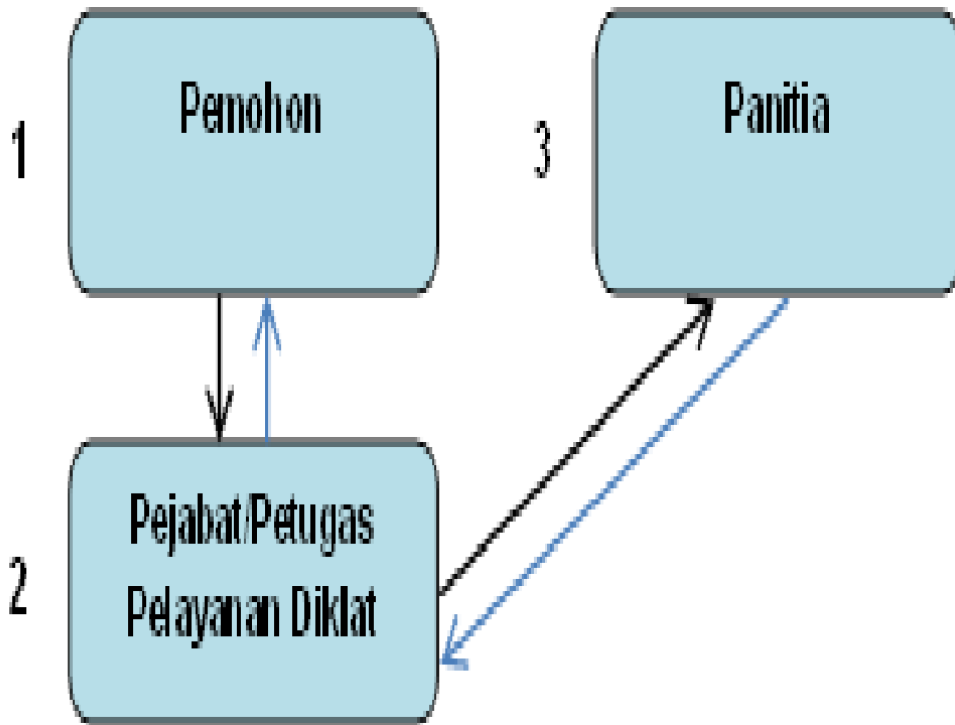 1
Pemohon
3
Panitia
2
Pejabat/Petugas
Pelayanan Diklat